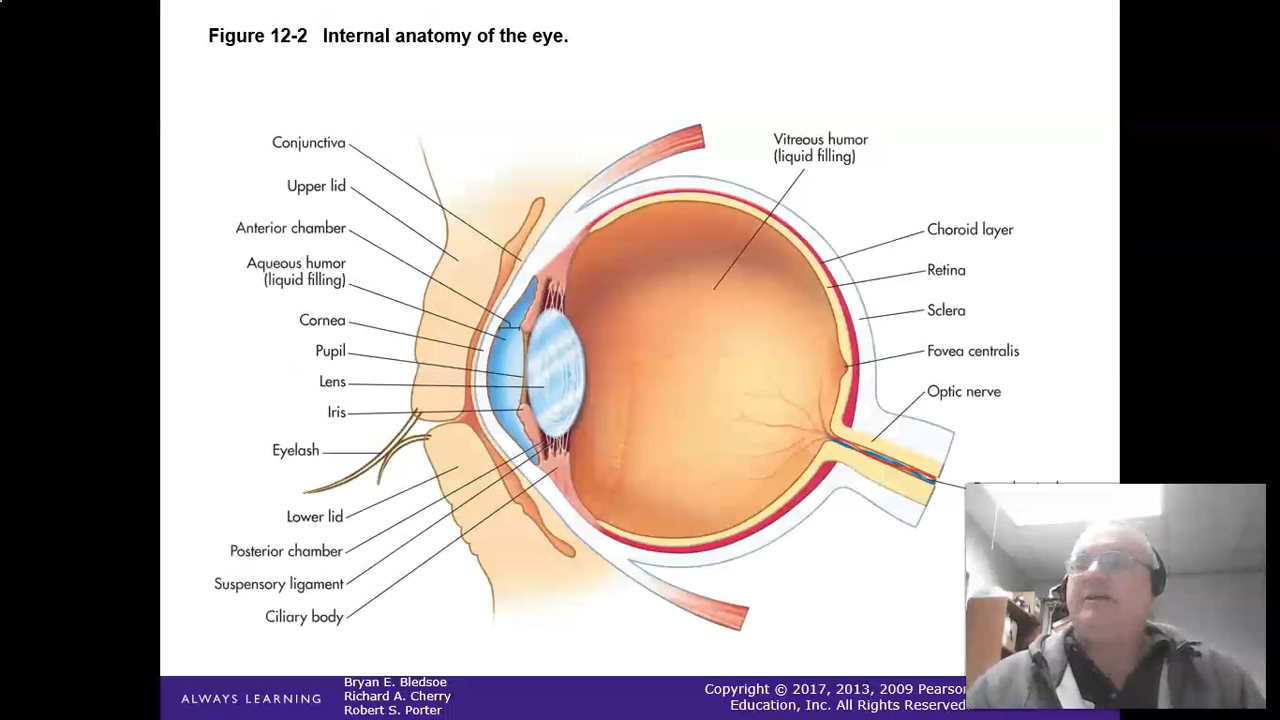 Figure 12-2 Internal anatomy of the eye.
Conjunctiva
Upper lid
Anterior chamber
Aqueous humor
(liquid filling)
Cornea
Pupil
Lens
Iris
Eyelash
Lower lid
Posterior chamber
Suspensory ligament
Ciliary body
Vitreous humor
(liquid filling)
Choroid layer
Retina
Sclera
Fovea centralis
Optic nerve
ALWAYS LEARNING
Bryan E. Bledsoe
Richard A. Cherry
Robert S. Porter
Copyright © 2017, 2013, 2009 Pearson
Education, Inc. All Rights Reserved